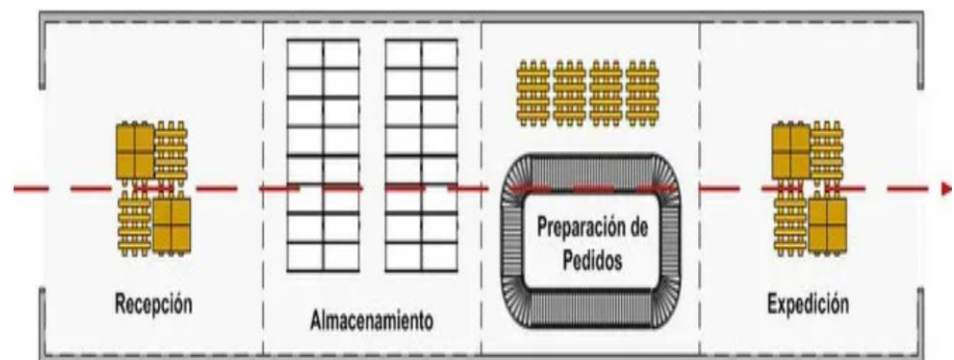 Recepción
Almacenamiento
Preparación de
Pedidos
Expedición